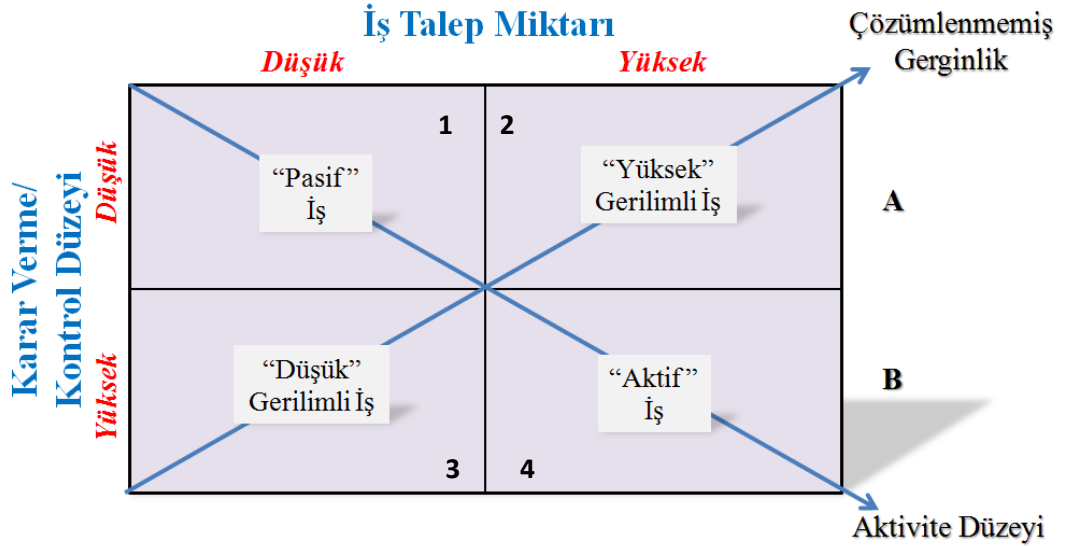 İş Talep Miktarı
Çözümlenmemiş
Gerginlik
Düşük
Yüksek
Karar Verme/
Kontrol Düzeyi
Düşük
Yüksek
1
2
“Pasif”
İş
“Yüksek”
Gerilimli İş
A
“Düşük”
Gerilimli İş
“Aktif”
İş
B
3
4
Aktivite Düzeyi